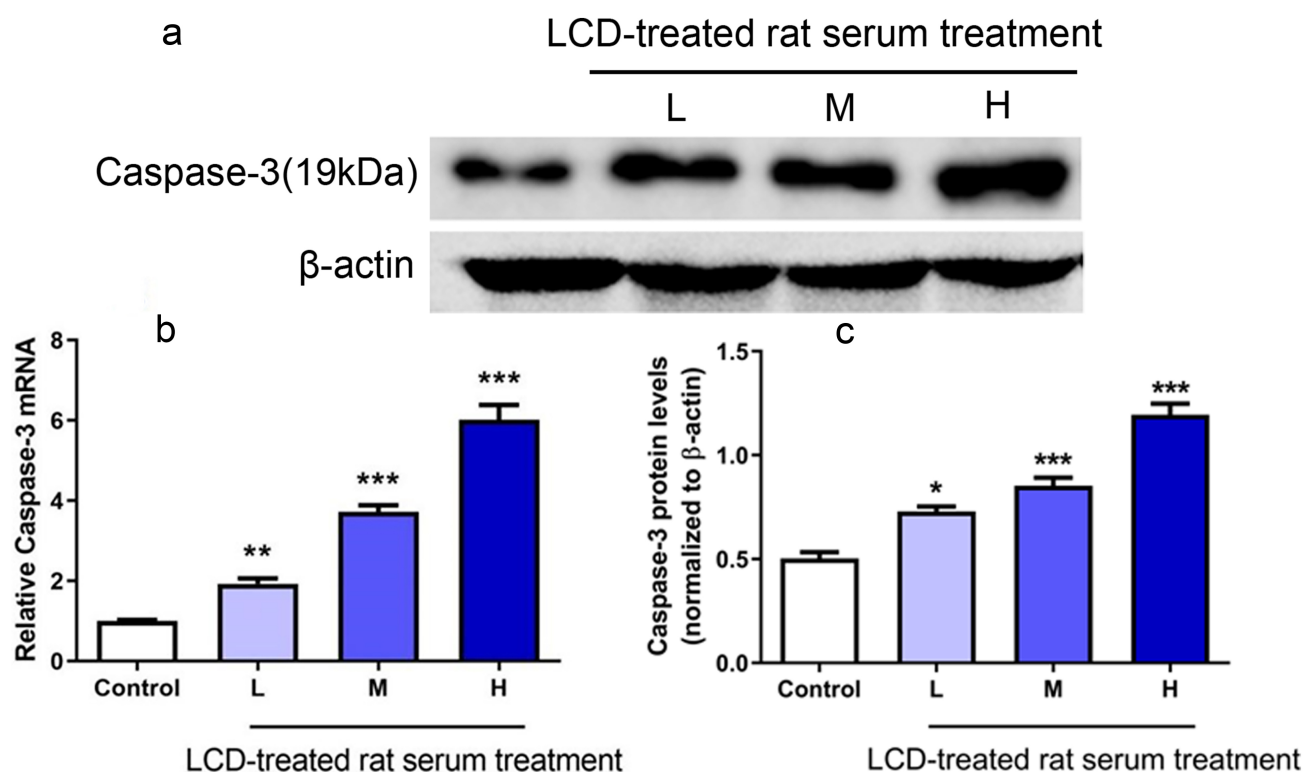 a
LCD-treated rat serum treatment
L M H
Caspase-3(19kDa)
β-actin
b
Relative Caspase-3 mRNA
8
6
4
2
0
**
***
***
Control L M H
LCD-treated rat serum treatment
c
Caspase-3 protein levels
(normalized to β-actin)
1.5
1.0
0.5
0.0
*
***
***
Control L M H
LCD-treated rat serum treatment